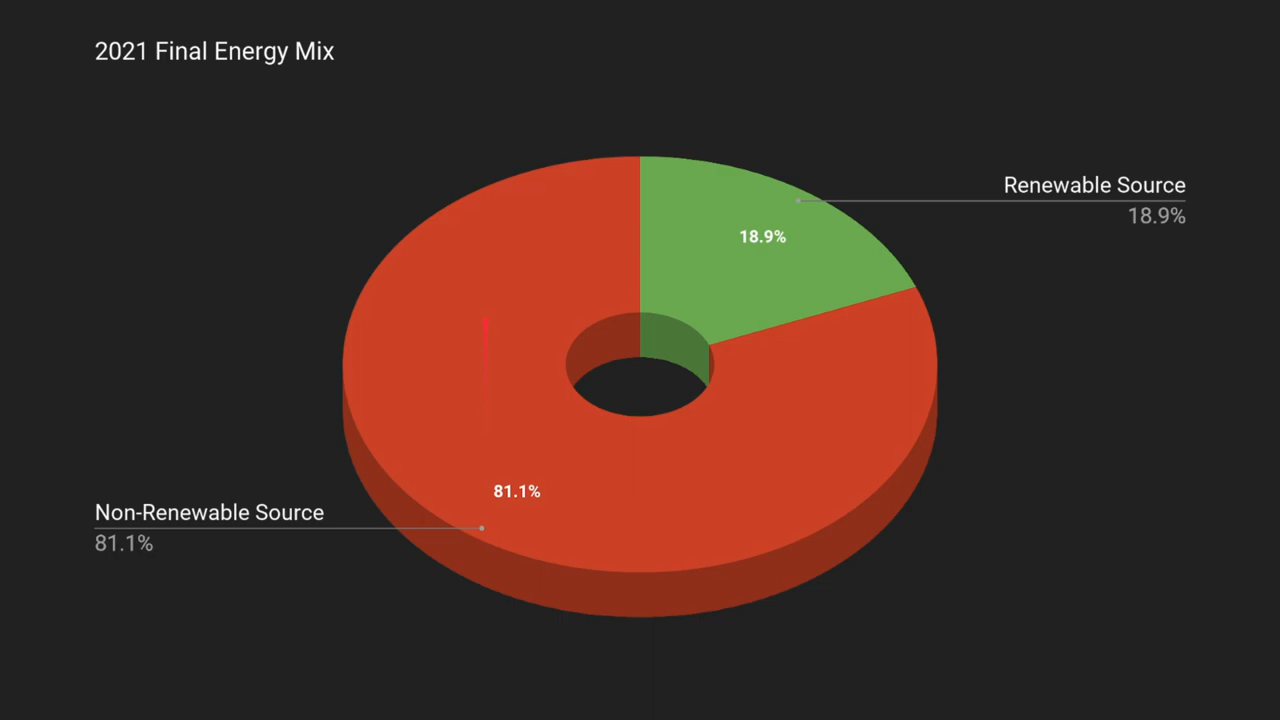 2021 Final Energy Mix
Renewable Source
18.9%
18.9%
81.1%
Non-Renewable Source
81.1%